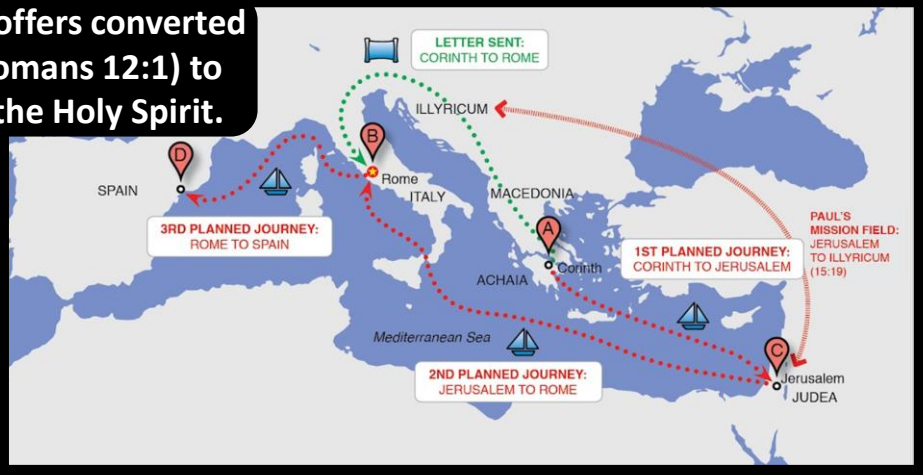 offers converted
omans 12:1) to
the Holy Spirit.
LETTER SENT:
CORINTH TO ROME
ILLYRICUM
B
D
Rome
SPAIN
ITALY
MACEDONIA
3RD PLANNED JOURNEY:
ROME TO SPAIN
A
PAUL'S
MISSION FIELD:
JERUSALEM
TO ILLYRICUM
(15:19)
1ST PLANNED JOURNEY:
CORINTH TO JERUSALEM
Corinth
ACHAIA
Mediterranean Sea
C
2ND PLANNED JOURNEY:
JERUSALEM TO ROME
Jerusalem
JUDEA